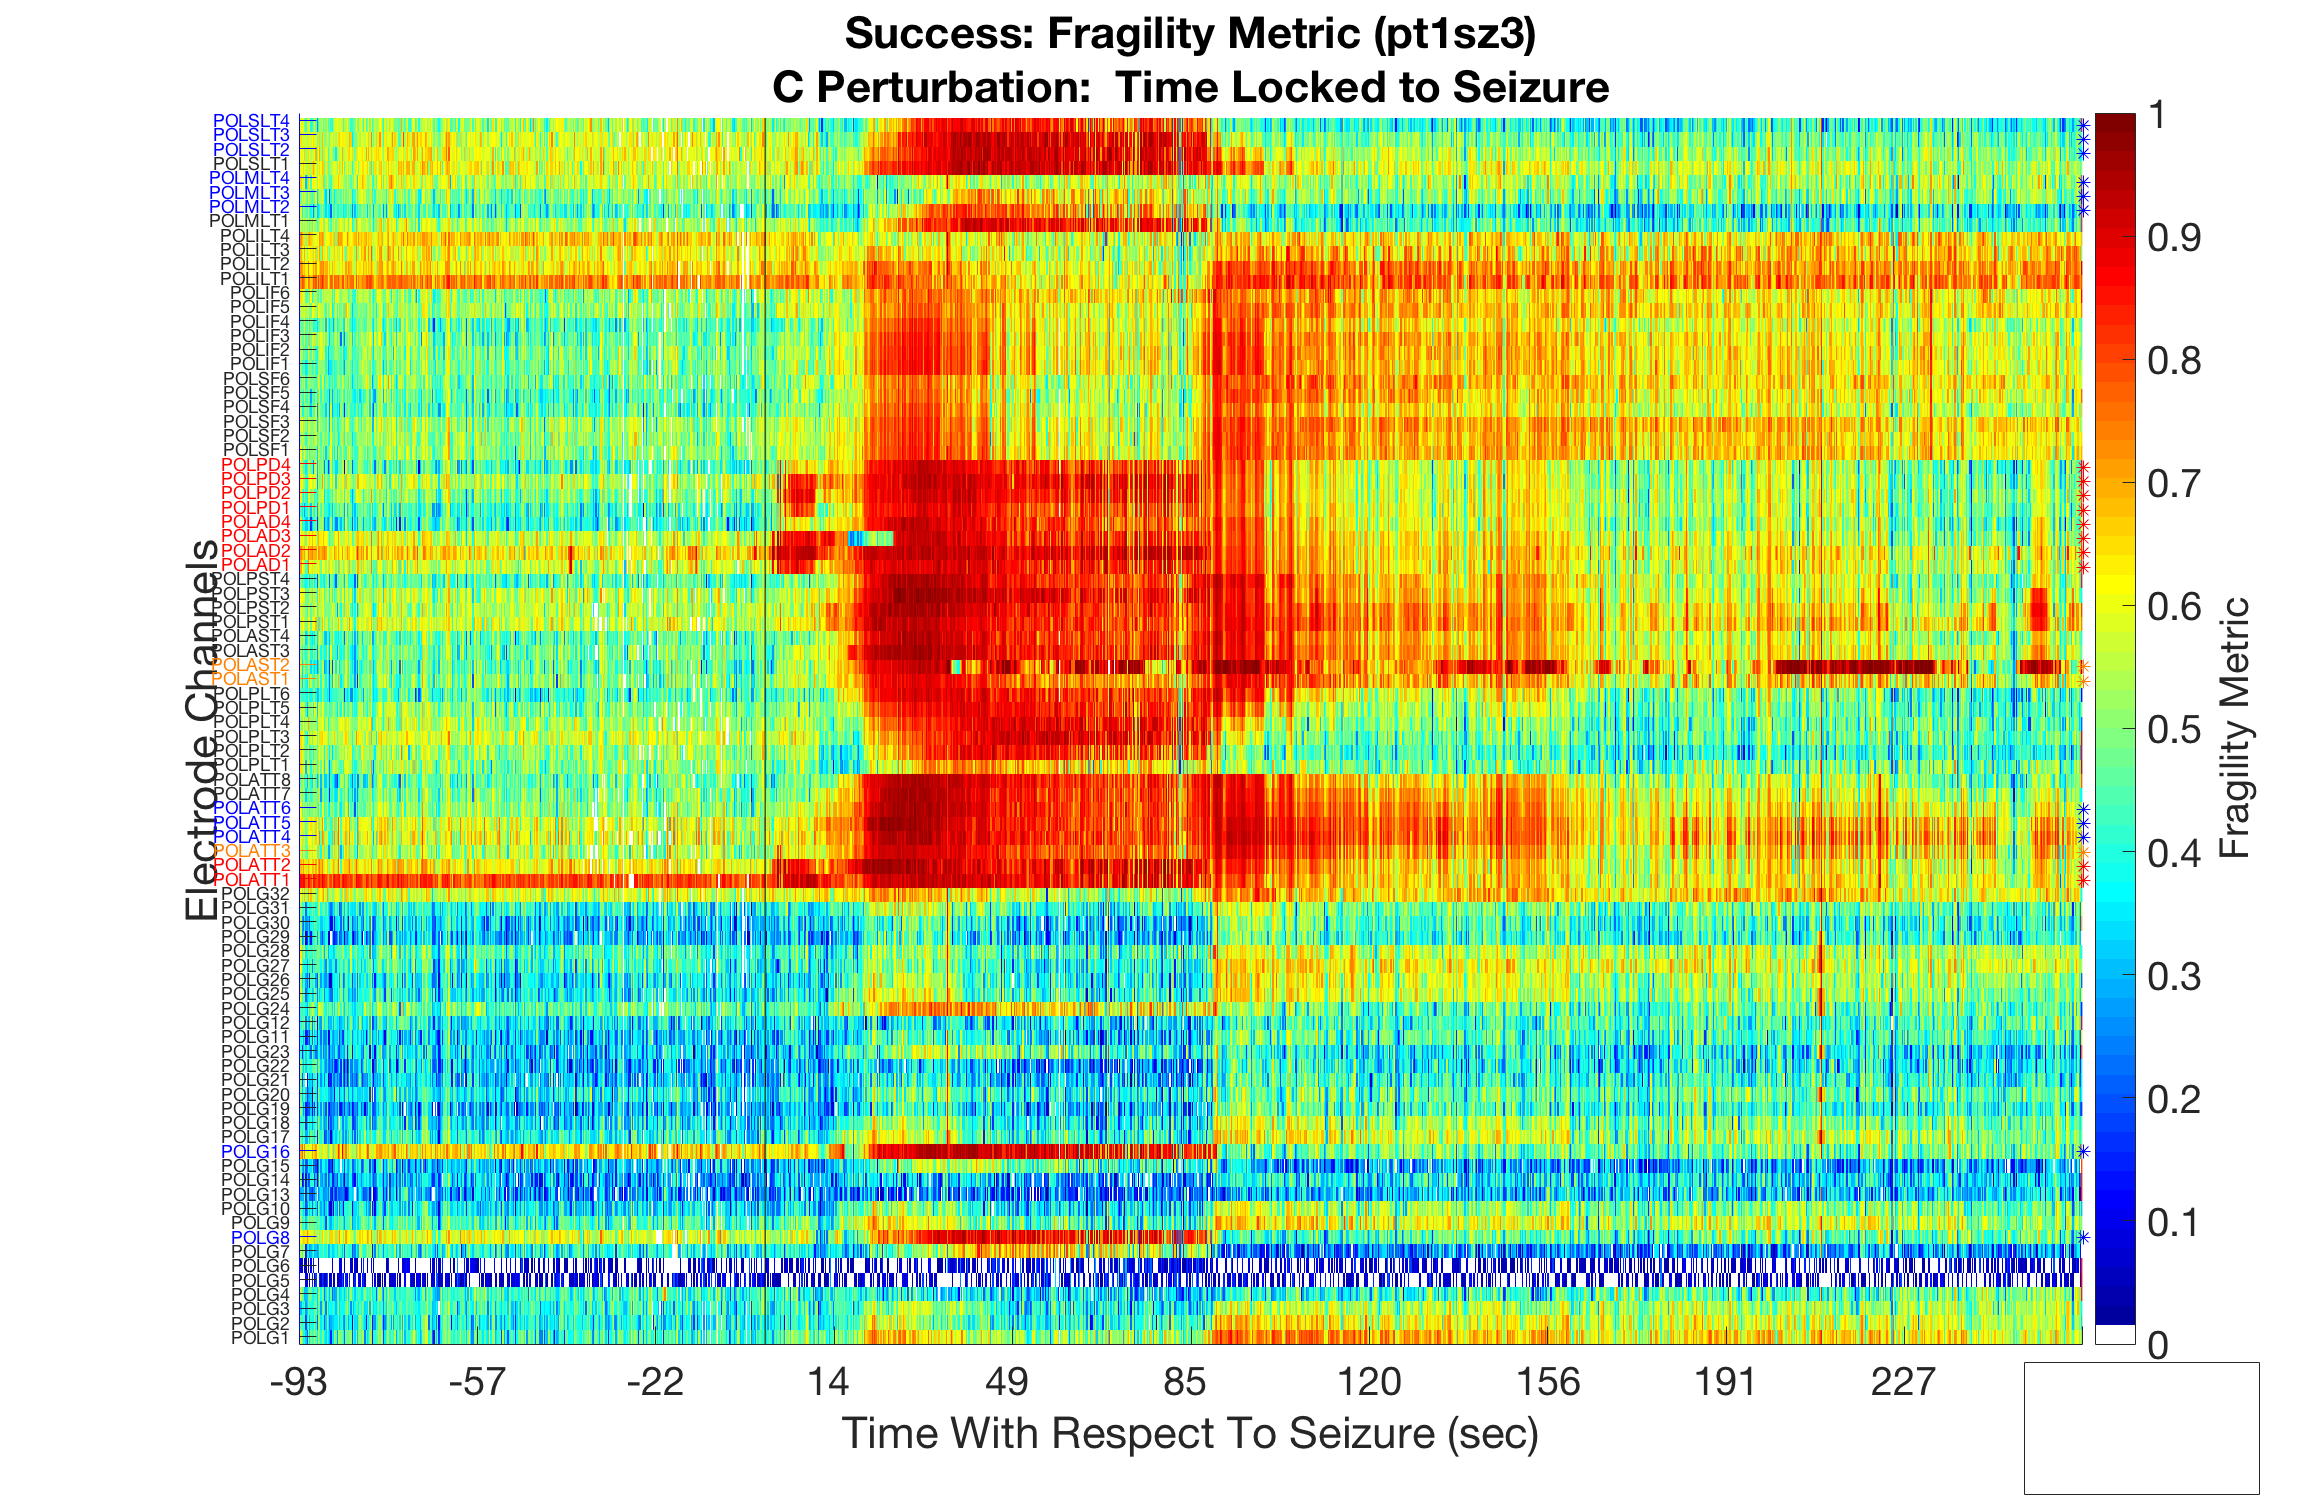 Success: Fragility Metric (pt1sz3)
C Perturbation:  Time Locked to Seizure
Electrode Channels
POLSLT4
POLSLT3
POLSLT2
POLSLT1
POLMLT4
POLMLT3
POLMLT2
POLMLT1
POLILT4
POLILT3
POLILT2
POLILT1
POLIF6
POLIF5
POLIF4
POLIF3
POLIF2
POLIF1
POLSF6
POLSF5
POLSF4
POLSF3
POLSF2
POLSF1
POLPD4
POLPD3
POLPD2
POLPD1
POLAD4
POLAD3
POLAD2
POLAD1
POLPST4
POLPST3
POLPST2
POLPST1
POLAST4
POLAST3
POLAST2
POLAST1
POLPLT6
POLPLT5
POLPLT4
POLPLT3
POLPLT2
POLPLT1
POLATT8
POLATT7
POLATT6
POLATT5
POLATT4
POLATT3
POLATT2
POLATT1
POLG32
POLG31
POLG30
POLG29
POLG28
POLG27
POLG26
POLG25
POLG24
POLG12
POLG11
POLG23
POLG22
POLG21
POLG20
POLG19
POLG18
POLG17
POLG16
POLG15
POLG14
POLG13
POLG10
POLG9
POLG8
POLG7
POLG6
POLG5
POLG4
POLG3
POLG2
POLG1
-93 -57 -22 14 49 85 120 156 191 227
Time With Respect To Seizure (sec)
1
0.9
0.8
0.7
0.6
0.5
0.4
0.3
0.2
0.1
0
Fragility Metric